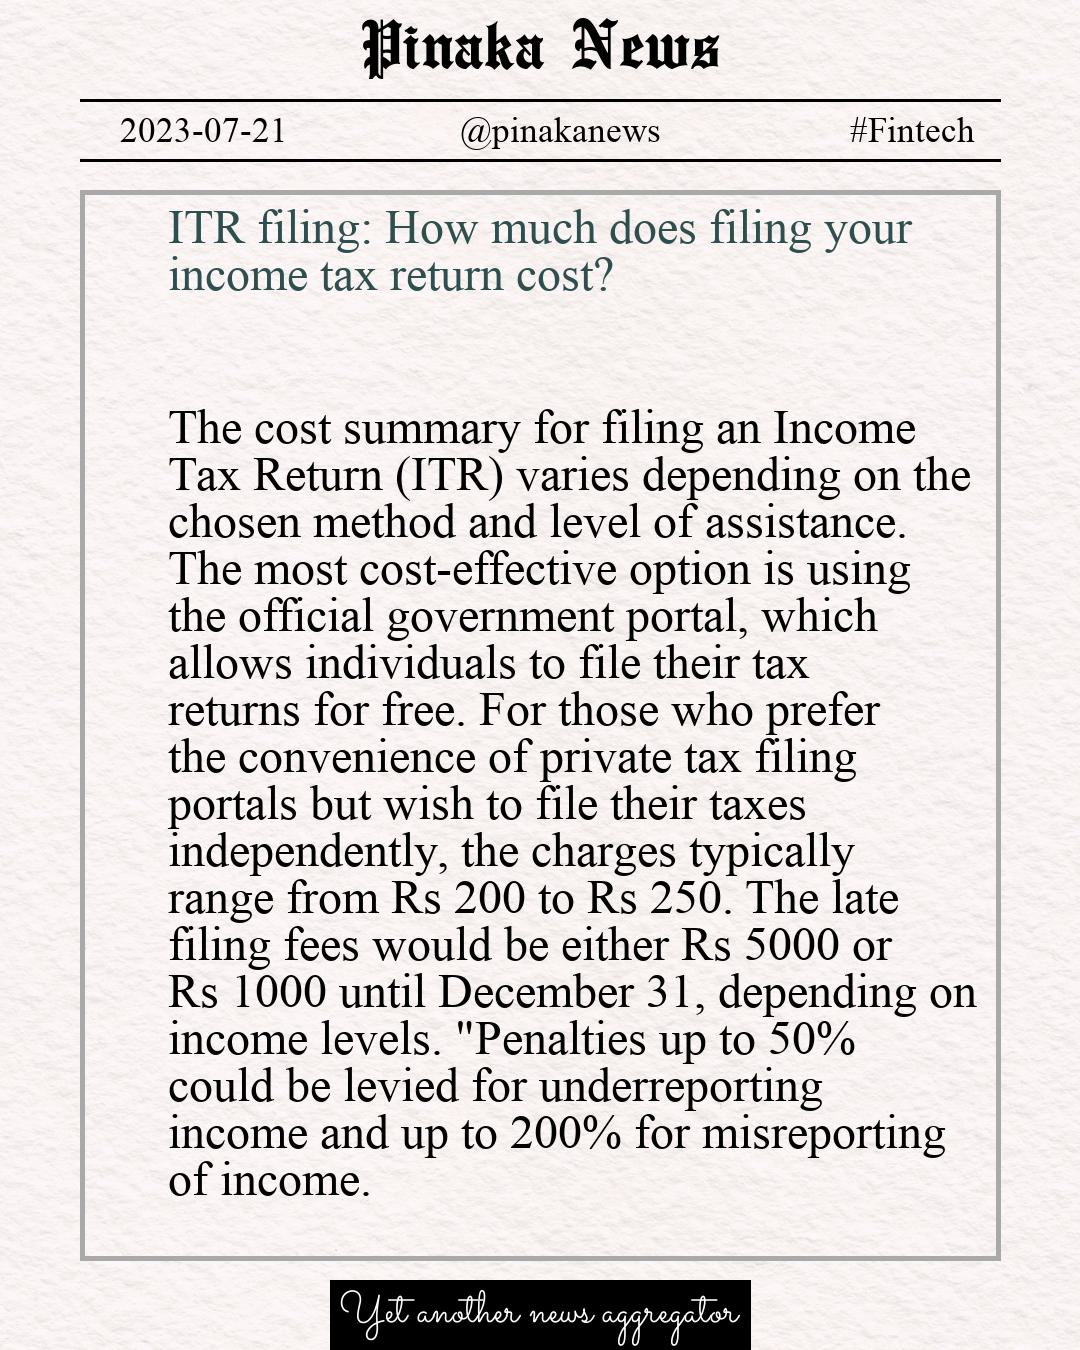 Pinaka News
2023-07-21 @pinakanews #Fintech
ITR filing: How much does filing your
income tax return cost?
The cost summary for filing an Income
Tax Return (ITR) varies depending on the
chosen method and level of assistance.
The most cost-effective option is using
the official government portal, which
allows individuals to file their tax
returns for free. For those who prefer
the convenience of private tax filing
portals but wish to file their taxes
independently, the charges typically
range from Rs 200 to Rs 250. The late
filing fees would be either Rs 5000 or
Rs 1000 until December 31, depending on
income levels. "Penalties up to 50%
could be levied for underreporting
income and up to 200% for misreporting
of income.
Yet another news aggregator